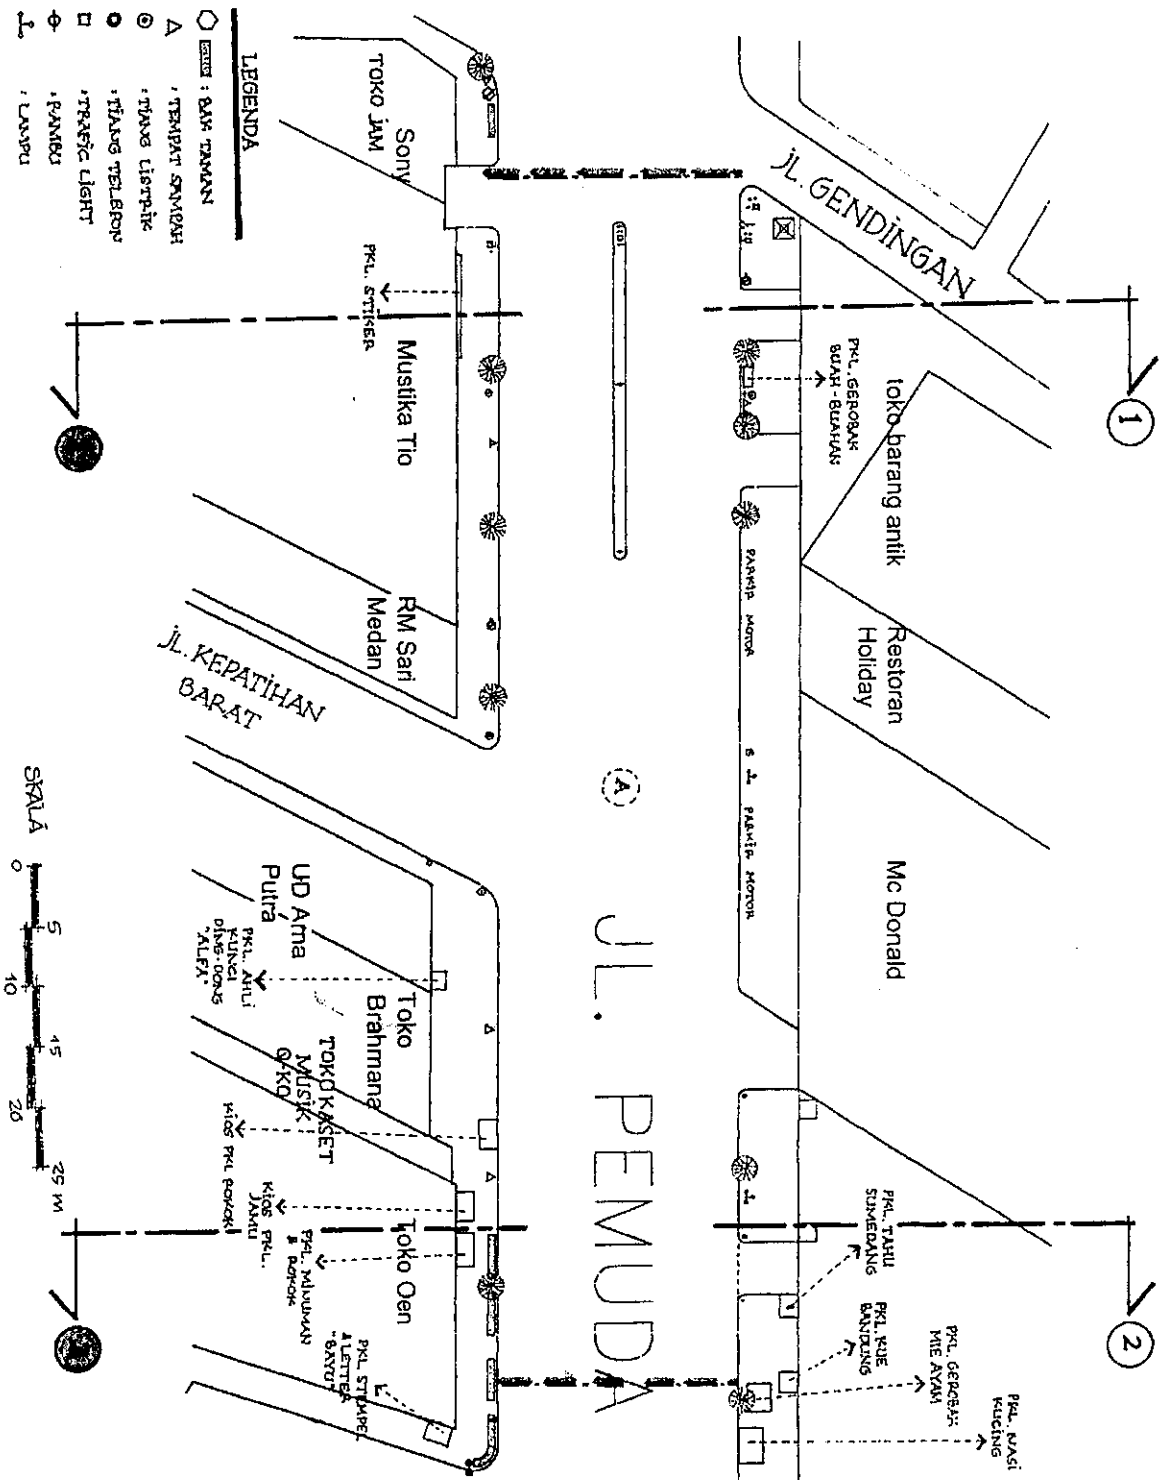 JL. GENDINGAN
1
PKL. GEROBAK
BUAH-BUAHAN
toko barang antik
Restoran
Holiday
Mc Donald
PARKIR MOTOR
PARKIR MOTOR
PKL. TAHU
SUMEDANG
PKL. KUE
BANDUNG
PKL. GEROBAK
MIE AYAM
PKL. NASI
KUCING
2
A
JL. PEMUDA
TOKO JAM
Sony
PKL. STIKER
Mustika Tio
RM Sari
Medan
JL. KEPATIHAN
BARAT
UD Ama
Putra
PKL. AHLI
KUNCI
DING-DONG
"ALFA"
Toko
Brahmana
TOKO KASET
MUSIK
KIOS PKL ROKOK
KIOS PKL.
JAMU
PKL. MINUMAN
& ROKOK
Toko Oen
PKL STEMPEL
& LETTER
LEGENDA
: BAK TAMAN
: TEMPAT SAMPAH
: TIANG LISTRIK
: TIANG TELEPON
: TRAFIC LIGHT
: RAMBU
: LAMPU
SKALA
0 5 10 15 20 25 M